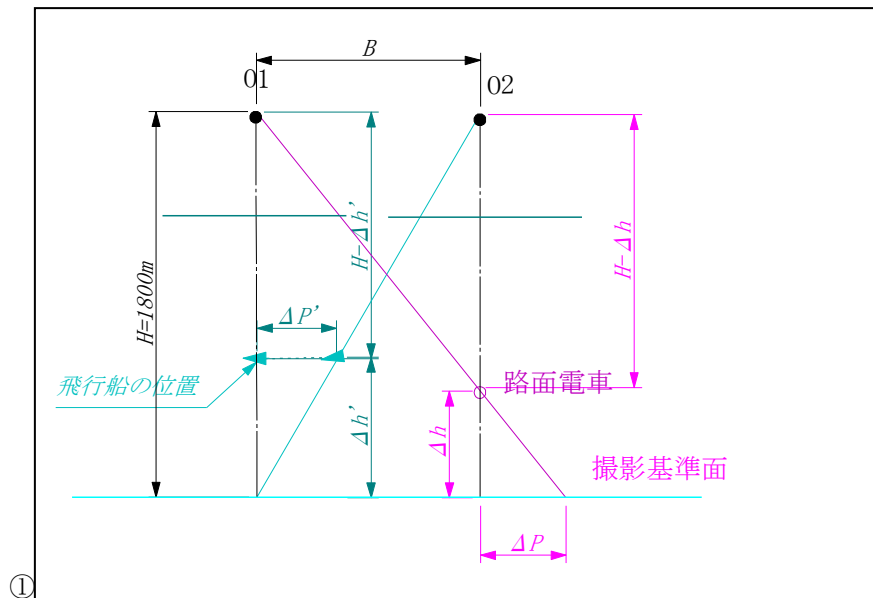 B
01
02
H=1800m
H-Δh'
H-Δh
ΔP'
飛行船の位置
路面電車
Δh'
Δh
撮影基準面
ΔP
①